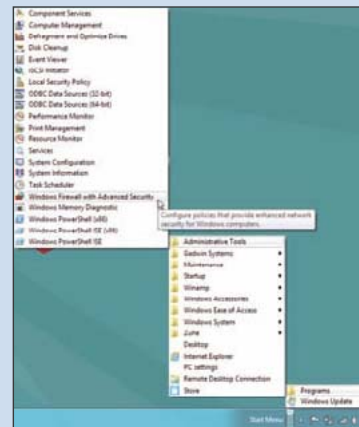 Component Services
Computer Management
Defragment and Optimize Drives
Disk Cleanup
Event Viewer
iSCSI Initiator
Local Security Policy
ODBC Data Sources (32-bit)
ODBC Data Sources (64-bit)
Performance Monitor
Print Management
Resource Monitor
Services
System Configuration
System Information
Task Scheduler
Windows Firewall with Advanced Security
Windows Memory Diagnostic
Windows PowerShell (x86)
Windows PowerShell ISE (x86)
Windows PowerShell ISE
Configure policies that provide enhanced network
security for Windows computers.
Administrative Tools
Gadwin Systems
Maintenance
Startup
Winamp
Windows Accessories
Windows Ease of Access
Windows System
Zune
Desktop
Internet Explorer
PC settings
Remote Desktop Connection
Store
Programs
Windows Update
Start Menu